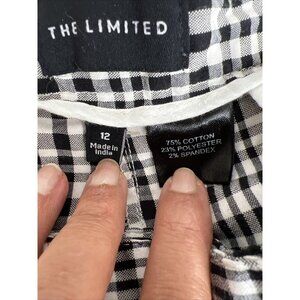 THE LIMITED
12
Made in
India
75% COTTON
23% POLYESTER
2% SPANDEX